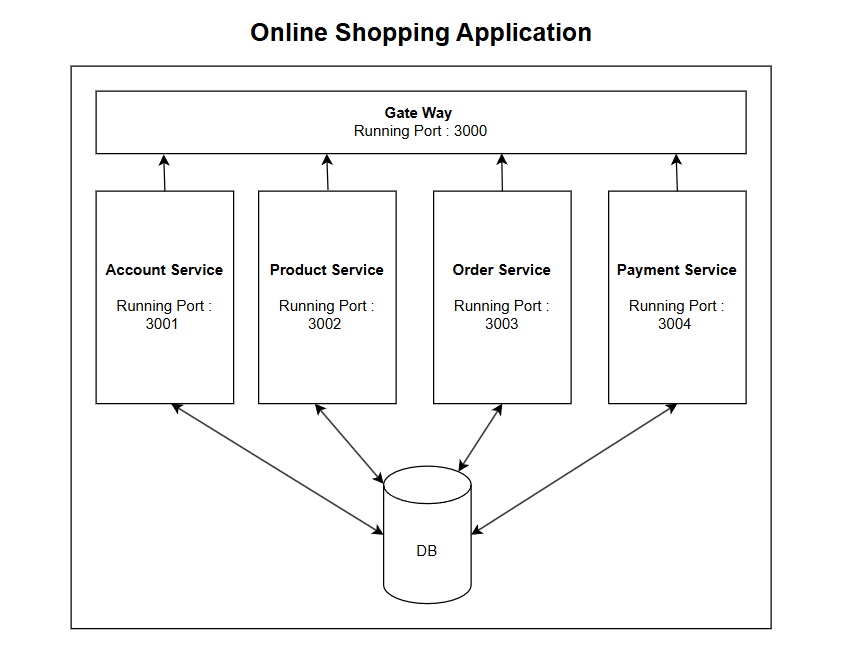 Online Shopping Application
Gate Way
Running Port : 3000
Account Service
Running Port :
3001
Product Service
Running Port :
3002
Order Service
Running Port :
3003
Payment Service
Running Port :
3004
DB